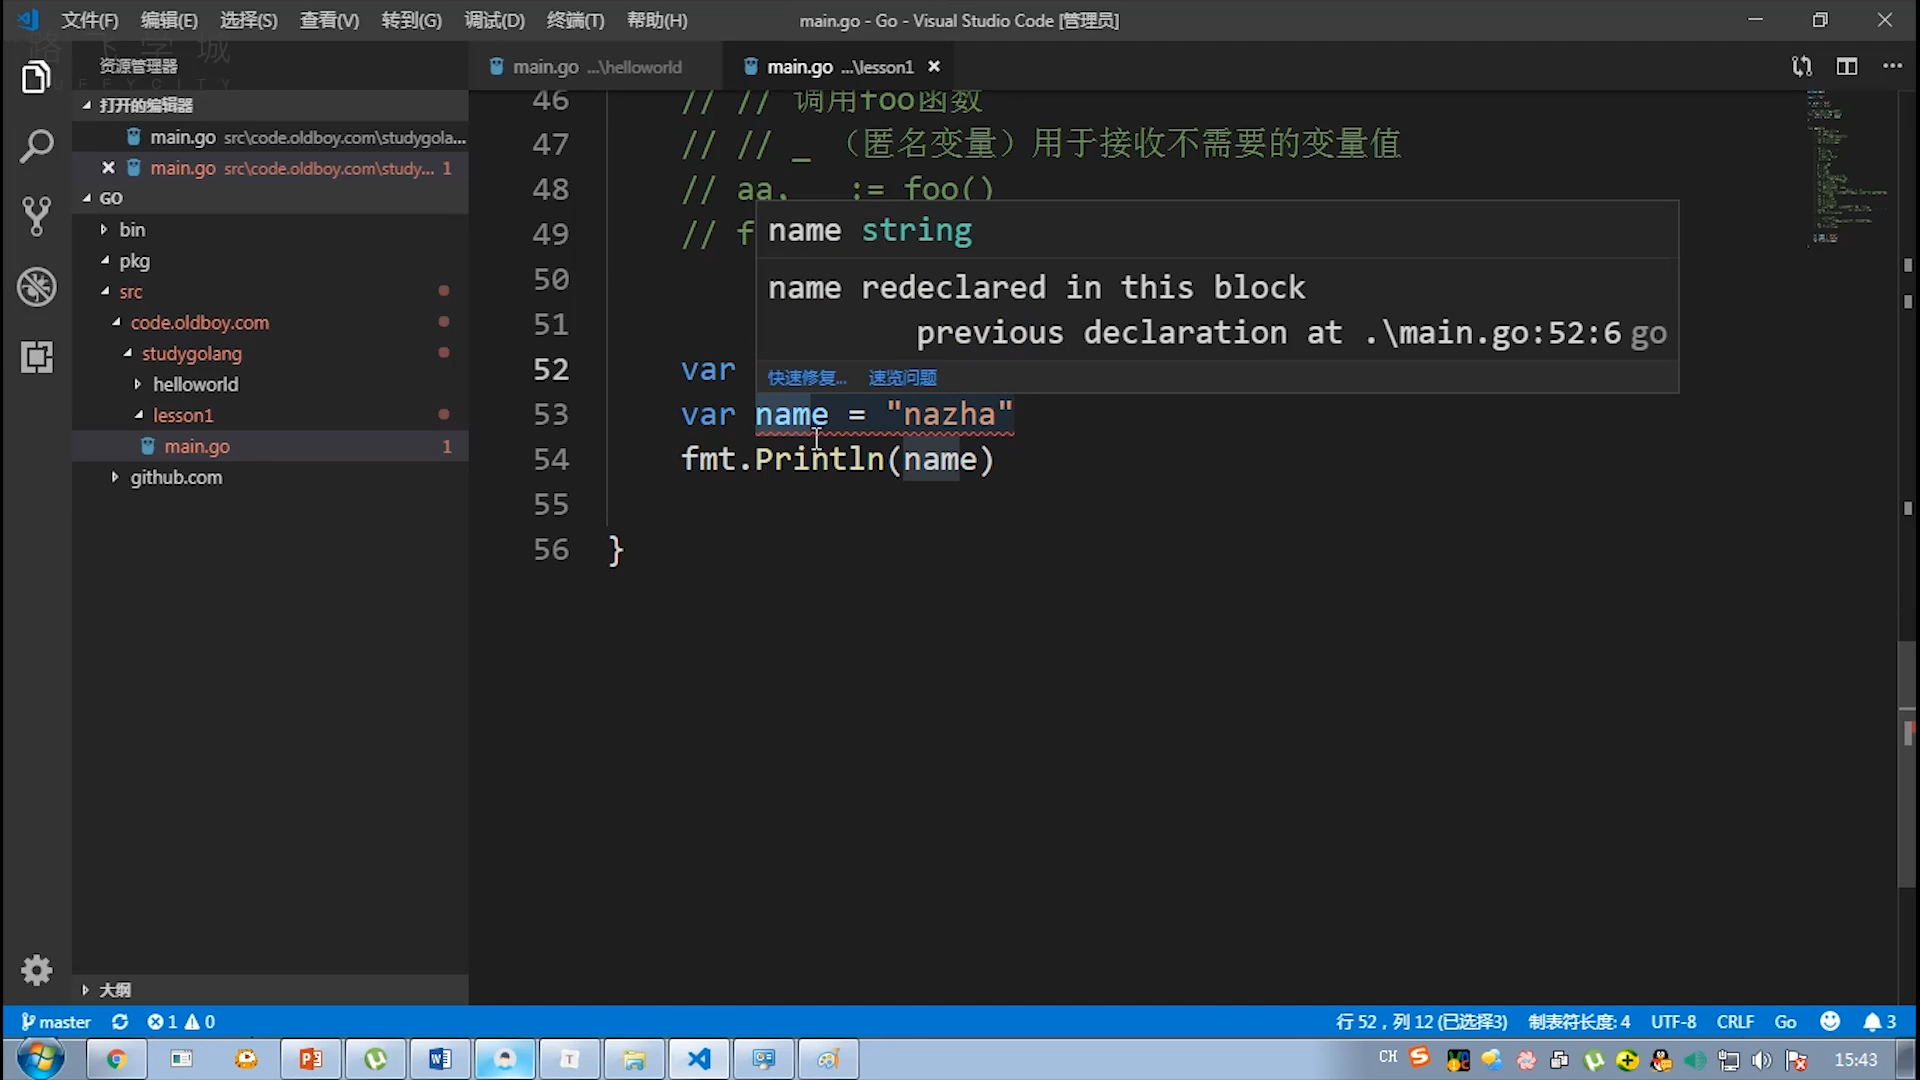 文件(F) 编辑(E) 选择(S) 查看(V) 转到(G) 调试(D) 终端(T) 帮助(H) main.go - Go - Visual Studio Code [管理员]
路飞学城
资源管理器 main.go ...\helloworld main.go ...\lesson1
打开的编辑器
main.go src\code.oldboy.com\studygola...
main.go src\code.oldboy.com\study... 1
GO
bin
pkg
src
code.oldboy.com
studygolang
helloworld
lesson1
main.go 1
github.com
大纲
46 // // 调用foo函数
47 // // _ （匿名变量）用于接收不需要的变量值
48 // aa, := foo()
49 // f
50
51
52 var
53 var name = "nazha"
54 fmt.Println(name)
55
56 }
name string
name redeclared in this block
previous declaration at .\main.go:52:6 go
快速修复... 速览问题
master 1 0 行 52，列 12 (已选择3) 制表符长度: 4 UTF-8 CRLF Go 3
CH 15:43